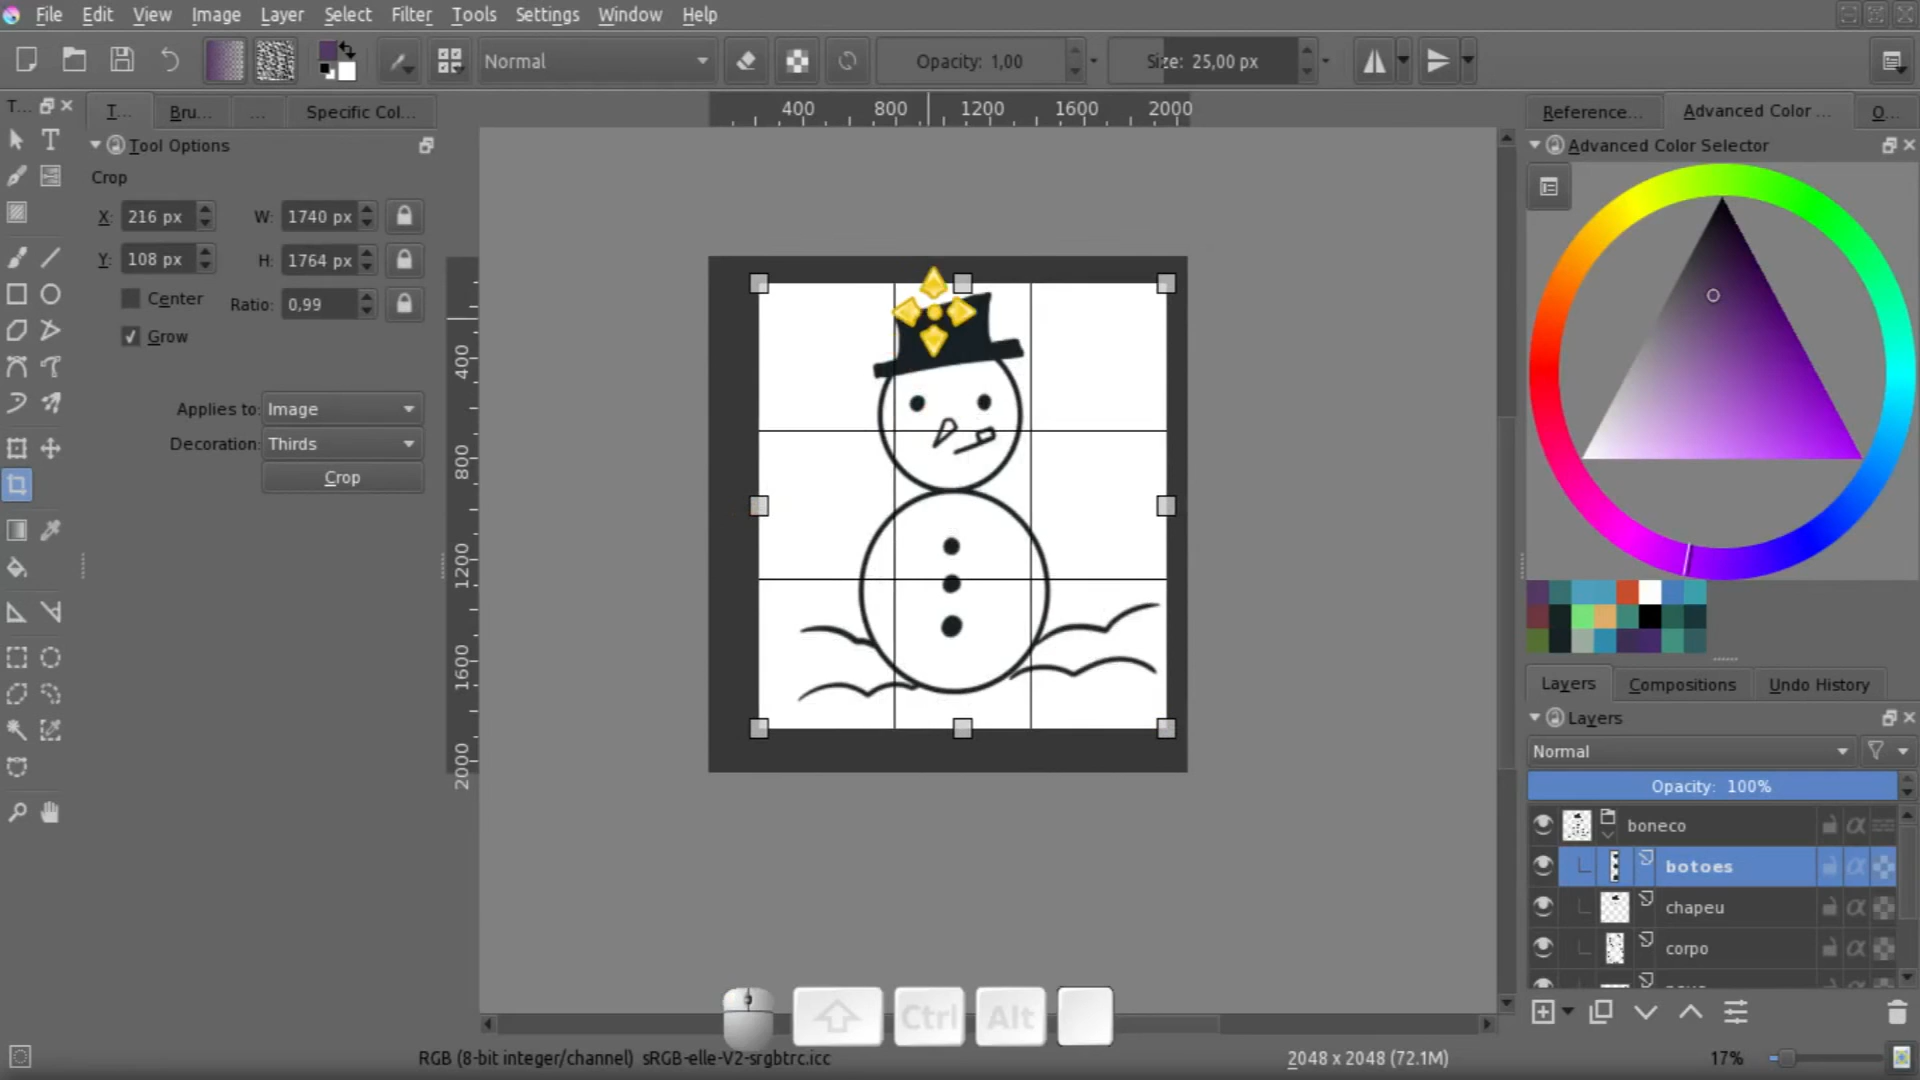 File Edit View Image Layer Select Filter Tools Settings Window Help
Normal
Opacity: 1,00
Size: 25,00 px
T...
T... Bru... ... Specific Col...
400 800 1200 1600 2000
Reference... Advanced Color ... O...
Tool Options
Advanced Color Selector
Crop
X: 216 px W: 1740 px
Y: 108 px H: 1764 px
Center Ratio: 0,99
Grow
Applies to: Image
Decoration: Thirds
Crop
400
800
1200
1600
2000
Layers Compositions Undo History
Layers
Normal
Opacity: 100%
boneco
botoes
chapeu
corpo
Ctrl Alt
RGB (8-bit integer/channel) sRGB-elle-V2-srgbtrc.icc
2048 x 2048 (72.1M)
17%